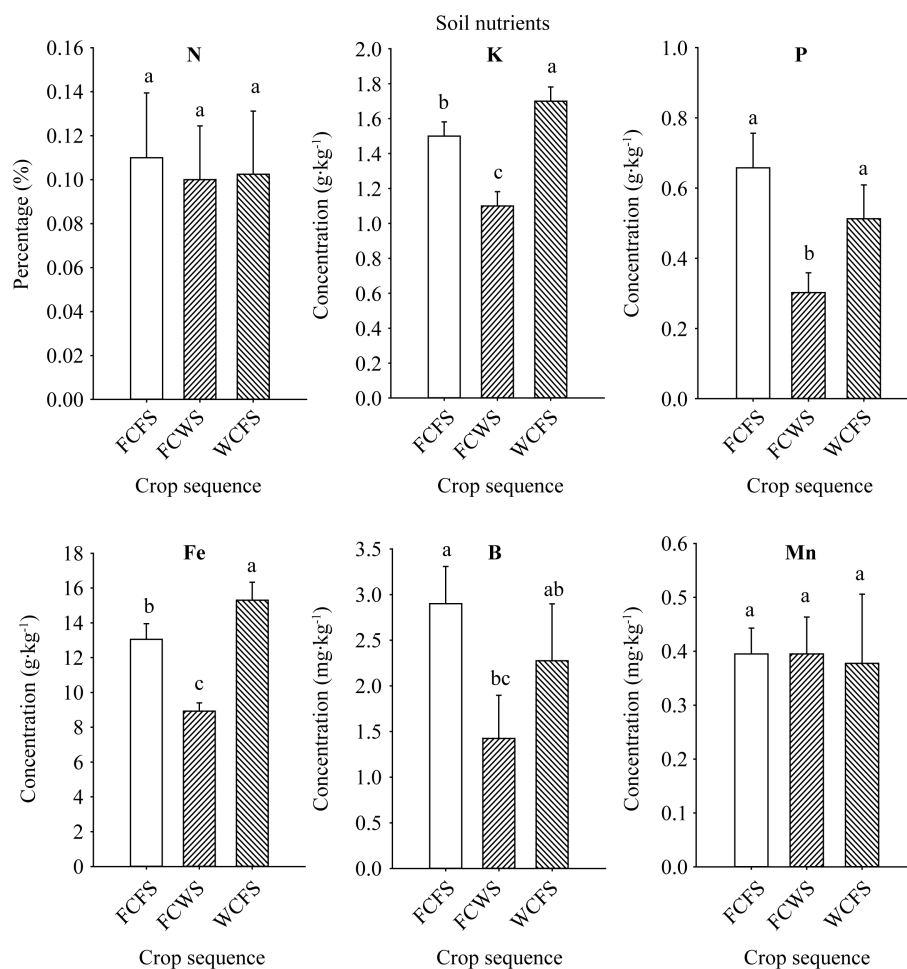 Soil nutrients
N
Percentage (%)
0.16
0.14
0.12
0.10
0.08
0.06
0.04
0.02
0.00
a
a
a
FCFS
FCWS
WCFS
Crop sequence
K
Concentration (g·kg⁻¹)
2.0
1.8
1.6
1.4
1.2
1.0
0.8
0.6
0.4
0.2
0.0
b
c
a
FCFS
FCWS
WCFS
Crop sequence
P
Concentration (g·kg⁻¹)
1.0
0.8
0.6
0.4
0.2
0.0
a
b
a
FCFS
FCWS
WCFS
Crop sequence
Fe
Concentration (g·kg⁻¹)
18
16
14
12
10
8
6
4
2
0
b
c
a
FCFS
FCWS
WCFS
Crop sequence
B
Concentration (mg·kg⁻¹)
3.5
3.0
2.5
2.0
1.5
1.0
0.5
0.0
a
bc
ab
FCFS
FCWS
WCFS
Crop sequence
Mn
Concentration (mg·kg⁻¹)
0.6
0.5
0.4
0.3
0.2
0.1
0.0
a
a
a
FCFS
FCWS
WCFS
Crop sequence